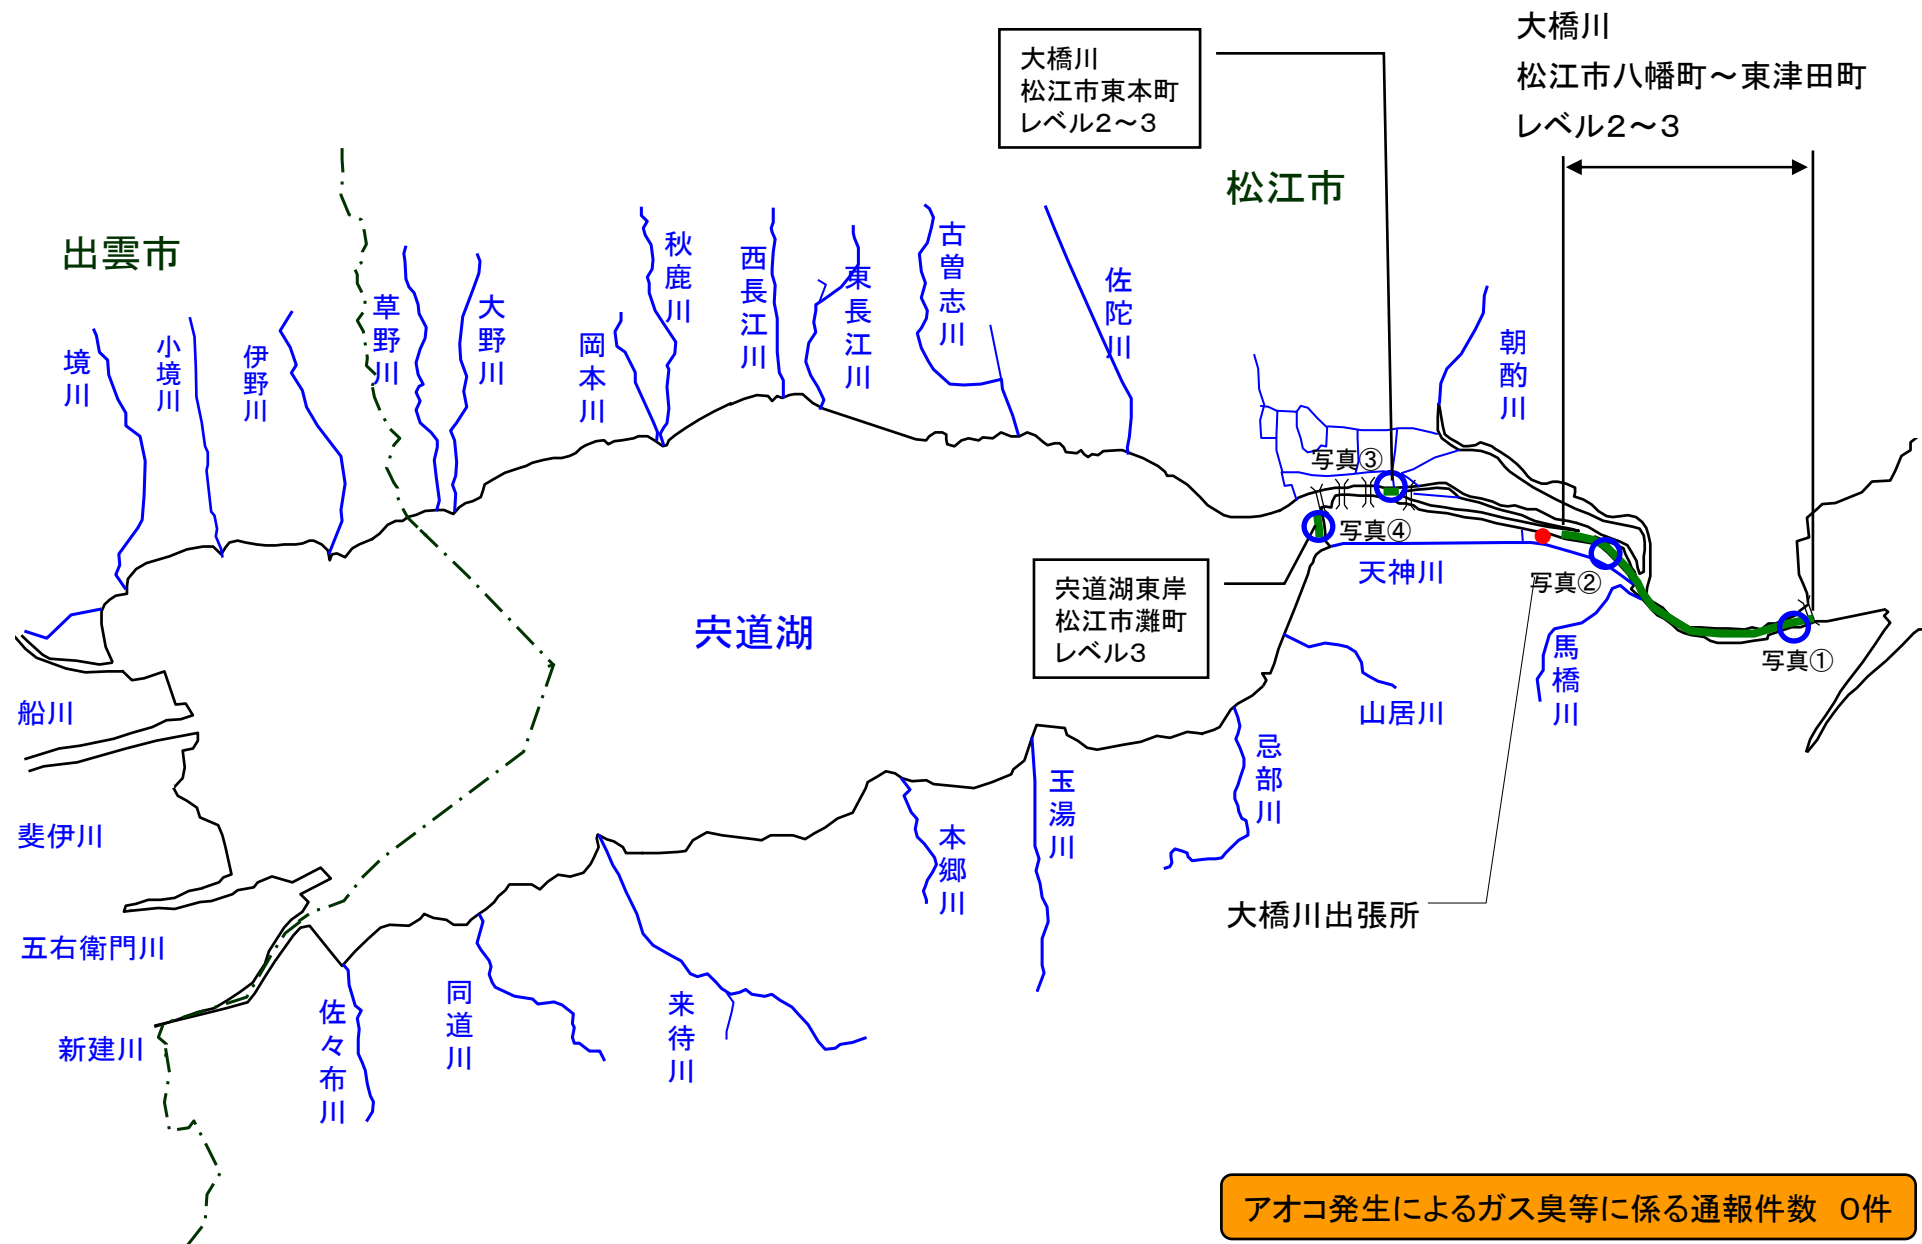 大橋川
松江市八幡町～東津田町
レベル2～3
大橋川
松江市東本町
レベル2～3
松江市
出雲市
境川
小境川
伊野川
草野川
大野川
岡本川
秋鹿川
西長江川
東長江川
古曽志川
佐陀川
朝酌川
写真③
写真④
天神川
写真②
写真①
宍道湖東岸
松江市灘町
レベル3
宍道湖
馬橋川
山居川
船川
忌部川
玉湯川
本郷川
斐伊川
大橋川出張所
五右衛門川
新建川
佐々布川
同道川
来待川
アオコ発生によるガス臭等に係る通報件数　0件